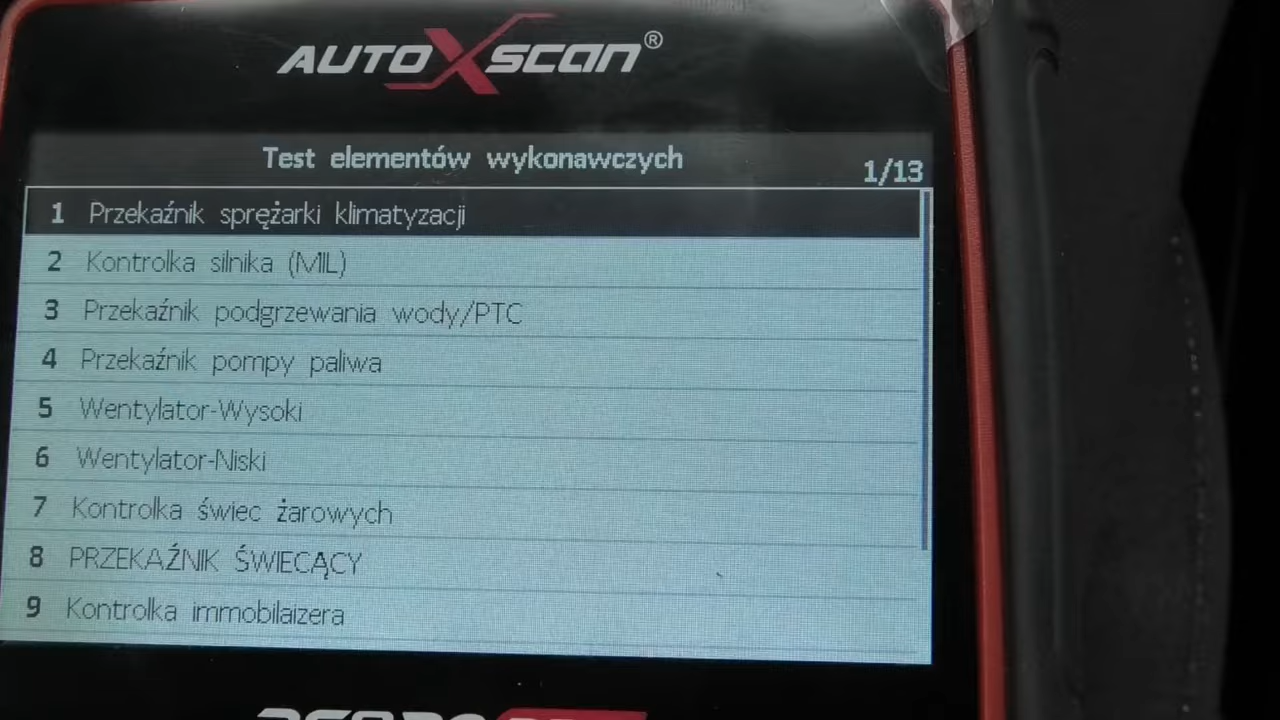 AUTOXSCAN®
Test elementów wykonawczych
1/13
1 Przekaźnik sprężarki klimatyzacji
2 Kontrolka silnika (MIL)
3 Przekaźnik podgrzewania wody/PTC
4 Przekaźnik pompy paliwa
5 Wentylator-Wysoki
6 Wentylator-Niski
7 Kontrolka świec żarowych
8 PRZEKAŹNIK ŚWIECĄCY
9 Kontrolka immobilaizera